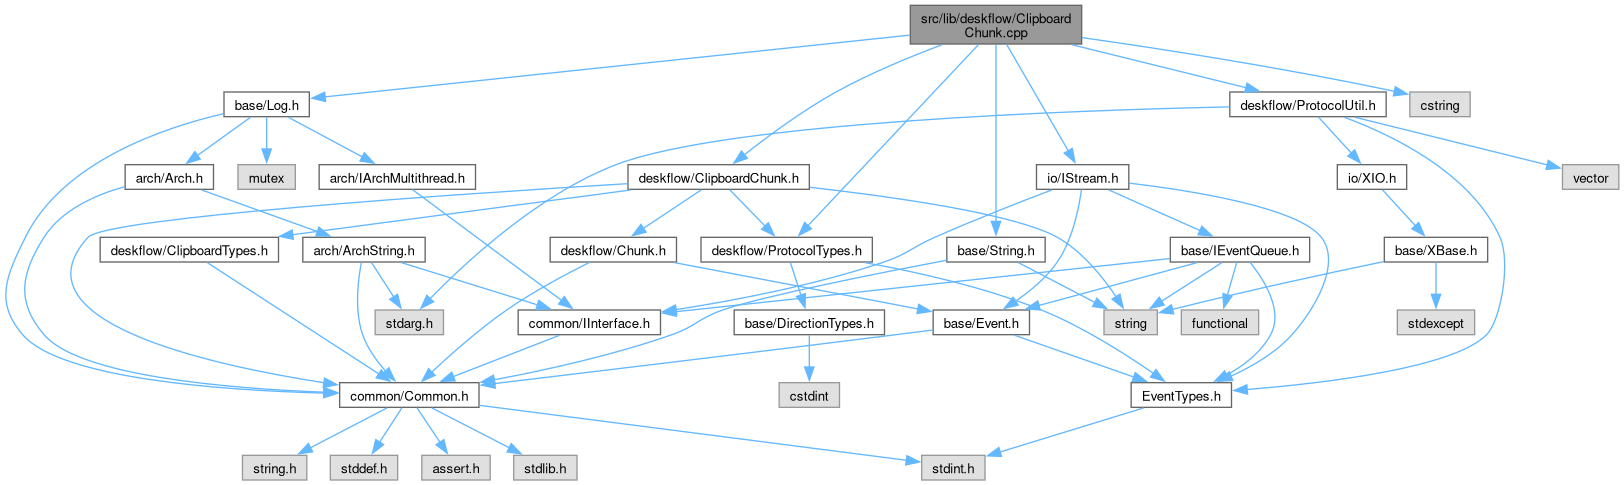 src/lib/deskflow/Clipboard
Chunk.cpp
base/Log.h
deskflow/ProtocolUtil.h
cstring
arch/Arch.h
mutex
arch/IArchMultithread.h
deskflow/ClipboardChunk.h
io/IStream.h
io/XIO.h
vector
deskflow/ClipboardTypes.h
arch/ArchString.h
deskflow/Chunk.h
deskflow/ProtocolTypes.h
base/String.h
base/IEventQueue.h
base/XBase.h
stdarg.h
common/IInterface.h
base/DirectionTypes.h
base/Event.h
string
functional
stdexcept
common/Common.h
cstdint
EventTypes.h
string.h
stddef.h
assert.h
stdlib.h
stdint.h